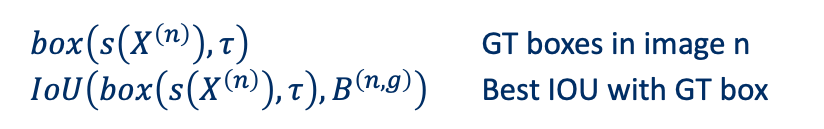 box(s(X⁽ⁿ⁾), τ) GT boxes in image n
IoU(box(s(X⁽ⁿ⁾), τ), B⁽ⁿ,ᵍ⁾) Best IOU with GT box